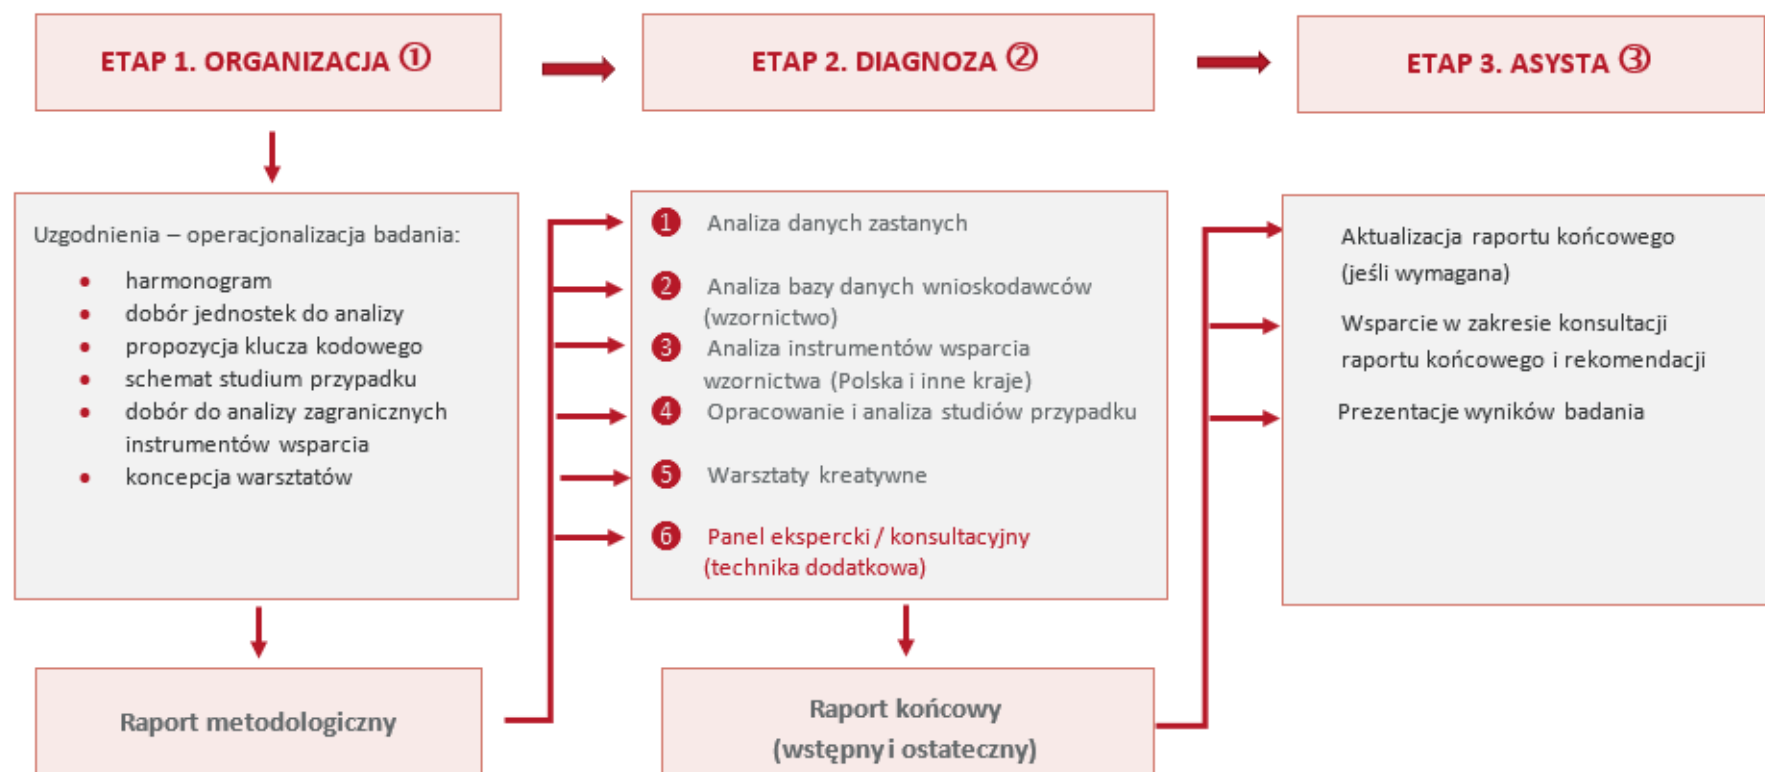 ETAP 1. ORGANIZACJA ①
ETAP 2. DIAGNOZA ②
ETAP 3. ASYSTA ③
Uzgodnienia – operacjonalizacja badania:
• harmonogram
• dobór jednostek do analizy
• propozycja klucza kodowego
• schemat studium przypadku
• dobór do analizy zagranicznych
instrumentów wsparcia
• koncepcja warsztatów
Raport metodologiczny
1 Analiza danych zastanych
2 Analiza bazy danych wnioskodawców
(wzornictwo)
3 Analiza instrumentów wsparcia
wzornictwa (Polska i inne kraje)
4 Opracowanie i analiza studiów przypadku
5 Warsztaty kreatywne
6 Panel ekspercki / konsultacyjny
(technika dodatkowa)
Raport końcowy
(wstępny i ostateczny)
Aktualizacja raportu końcowego
(jeśli wymagana)
Wsparcie w zakresie konsultacji
raportu końcowego i rekomendacji
Prezentacje wyników badania